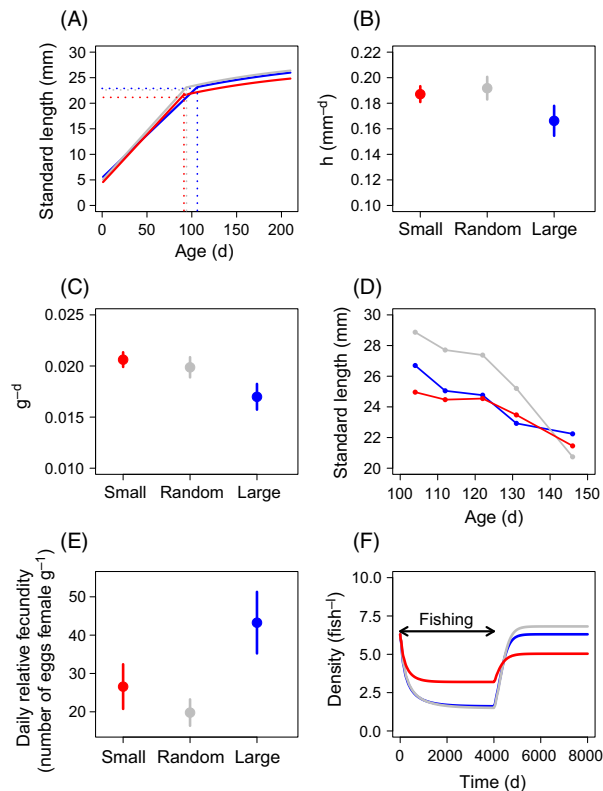 (A)
Standard length (mm)
30
25
20
15
10
5
0
0 50 100 150 200
Age (d)
(B)
h (mm⁻ᵈ)
0.22
0.20
0.18
0.16
0.14
0.12
0.10
Small Random Large
(C)
g⁻ᵈ
0.025
0.020
0.015
0.010
Small Random Large
(D)
Standard length (mm)
30
28
26
24
22
20
100 110 120 130 140 150
Age (d)
(E)
Daily relative fecundity
(number of eggs female g⁻¹)
50
40
30
20
Small Random Large
(F)
Density (fish⁻ˡ)
10.0
7.5
5.0
2.5
0.0
Fishing
0 2000 4000 6000 8000
Time (d)